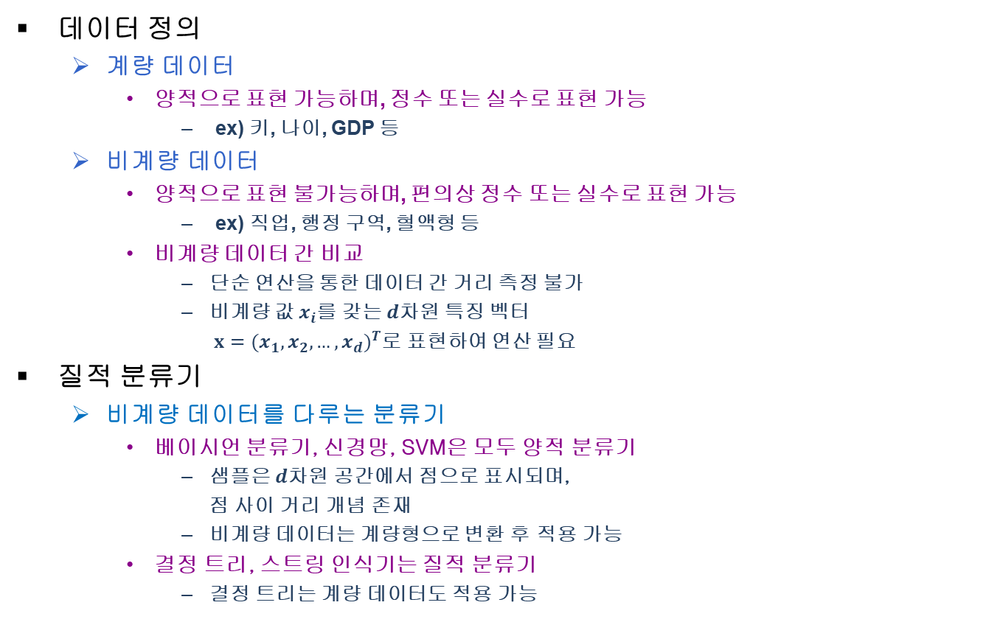 ▪ 데이터 정의
➢ 계량 데이터
• 양적으로 표현 가능하며, 정수 또는 실수로 표현 가능
– ex) 키, 나이, GDP 등
➢ 비계량 데이터
• 양적으로 표현 불가능하며, 편의상 정수 또는 실수로 표현 가능
– ex) 직업, 행정 구역, 혈액형 등
• 비계량 데이터 간 비교
– 단순 연산을 통한 데이터 간 거리 측정 불가
– 비계량 값 xᵢ를 갖는 d차원 특징 벡터
x = (x₁, x₂, … , x_d)ᵀ로 표현하여 연산 필요
▪ 질적 분류기
➢ 비계량 데이터를 다루는 분류기
• 베이시언 분류기, 신경망, SVM은 모두 양적 분류기
– 샘플은 d차원 공간에서 점으로 표시되며,
점 사이 거리 개념 존재
– 비계량 데이터는 계량형으로 변환 후 적용 가능
• 결정 트리, 스트링 인식기는 질적 분류기
– 결정 트리는 계량 데이터도 적용 가능